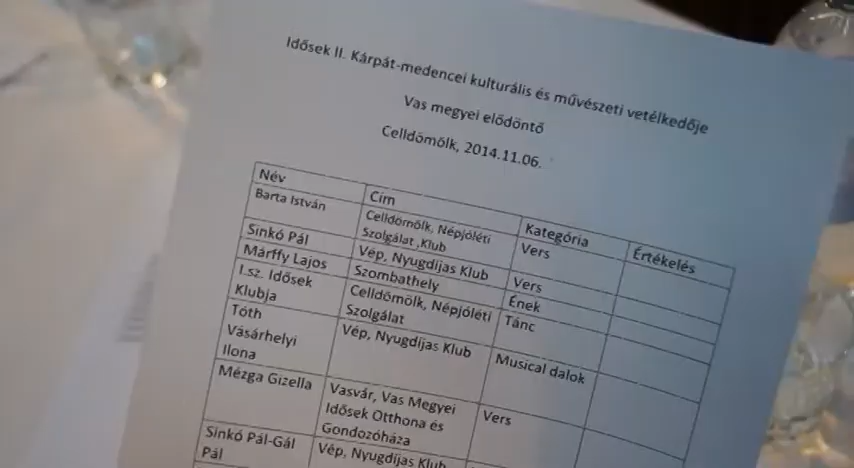 Idősek II. Kárpát-medencei kulturális és művészeti vetélkedője
Vas megyei elődöntő
Celldömölk, 2014.11.06.
Név Cím Kategória Értékelés
Barta István Celldömölk, Népjóléti Szolgálat ,Klub Vers
Sinkó Pál Vép, Nyugdíjas Klub Vers
Márffy Lajos Szombathely Ének
I.sz. Idősek Klubja Celldömölk, Népjóléti Szolgálat Tánc
Tóth Vásárhelyi Ilona Vép, Nyugdíjas Klub Musical dalok
Mézga Gizella Vasvár, Vas Megyei Idősek Otthona és Gondozóháza Vers
Sinkó Pál-Gál Pál Vép, Nyugdíjas Klub